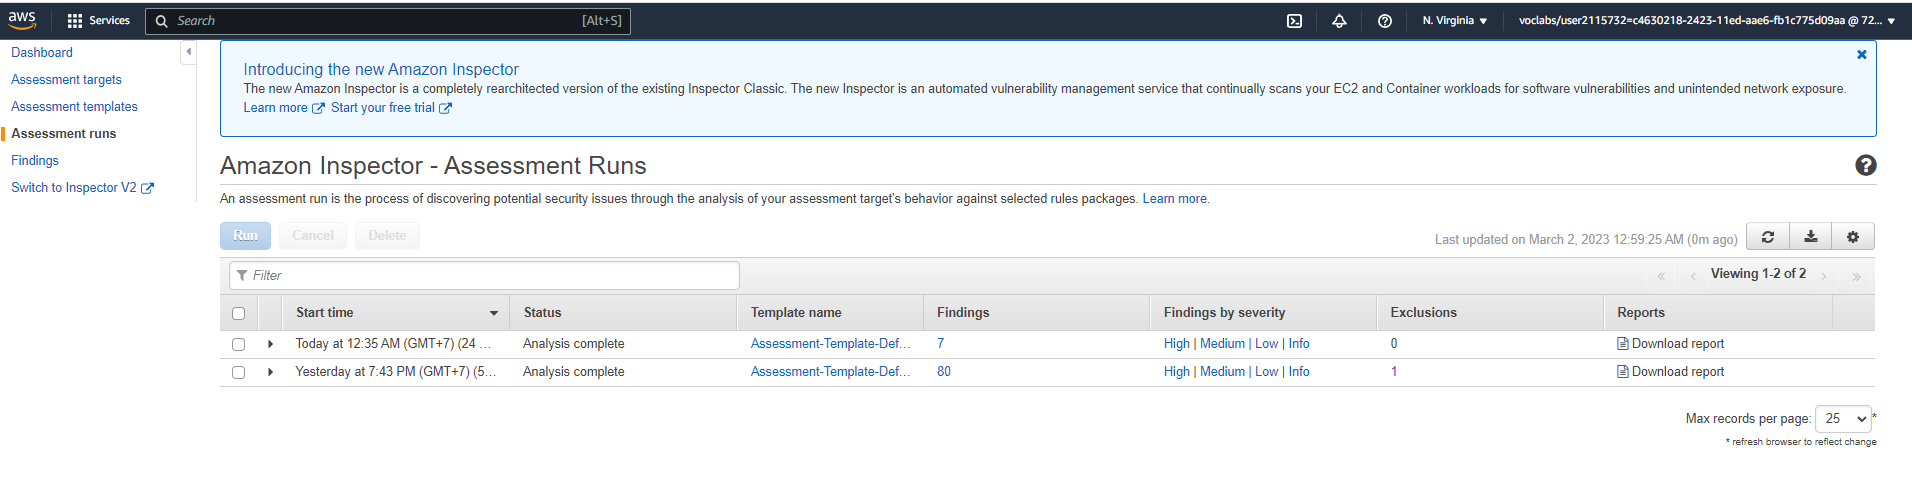 aws
Services
Search
[Alt+S]
N. Virginia
voclabs/user2115732=c4630218-2423-11ed-aae6-fb1c775d09aa @ 72...
Dashboard
Assessment targets
Assessment templates
Assessment runs
Findings
Switch to Inspector V2
Introducing the new Amazon Inspector
The new Amazon Inspector is a completely rearchitected version of the existing Inspector Classic. The new Inspector is an automated vulnerability management service that continually scans your EC2 and Container workloads for software vulnerabilities and unintended network exposure.
Learn more Start your free trial
Amazon Inspector - Assessment Runs
An assessment run is the process of discovering potential security issues through the analysis of your assessment target's behavior against selected rules packages. Learn more.
Run Cancel Delete
Last updated on March 2, 2023 12:59:25 AM (0m ago)
Filter
« ‹ Viewing 1-2 of 2 › »
Start time Status Template name Findings Findings by severity Exclusions Reports
Today at 12:35 AM (GMT+7) (24 ... Analysis complete Assessment-Template-Def... 7 High | Medium | Low | Info 0 Download report
Yesterday at 7:43 PM (GMT+7) (5... Analysis complete Assessment-Template-Def... 80 High | Medium | Low | Info 1 Download report
Max records per page: 25 *
* refresh browser to reflect change